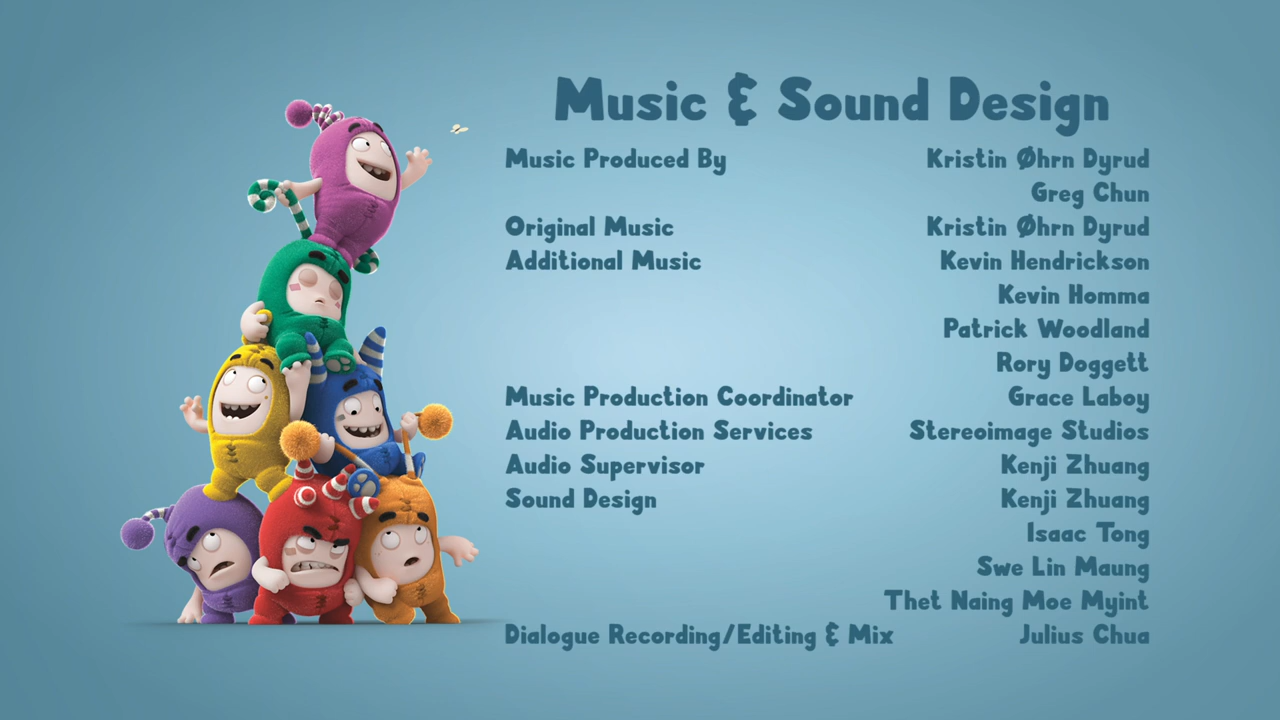 Music & Sound Design
Music Produced By Kristin Øhrn Dyrud
Greg Chun
Original Music Kristin Øhrn Dyrud
Additional Music Kevin Hendrickson
Kevin Homma
Patrick Woodland
Rory Doggett
Music Production Coordinator Grace Laboy
Audio Production Services Stereoimage Studios
Audio Supervisor Kenji Zhuang
Sound Design Kenji Zhuang
Isaac Tong
Swe Lin Maung
Thet Naing Moe Myint
Dialogue Recording/Editing & Mix Julius Chua